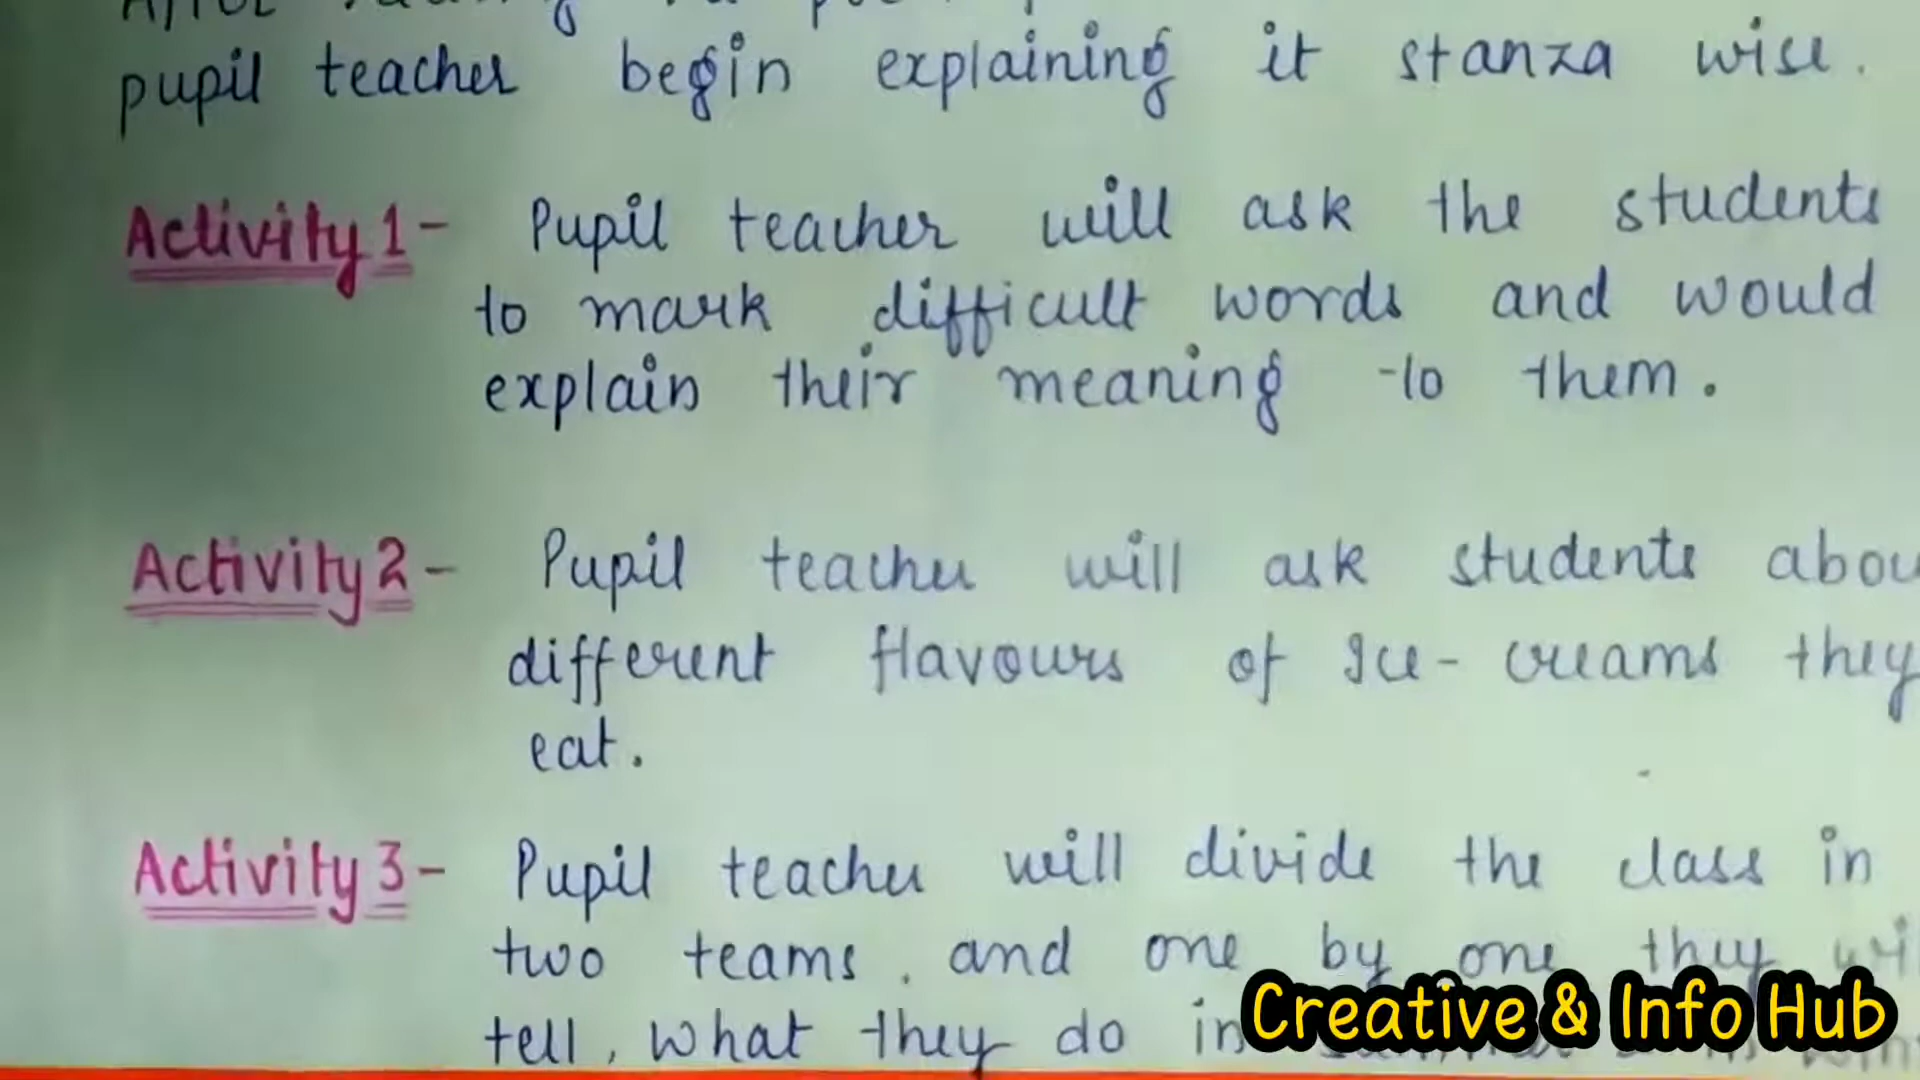 pupil teacher begin explaining it stanza wise.
Activity 1 - Pupil teacher will ask the students
to mark difficult words and would
explain their meaning to them.
Activity 2 - Pupil teacher will ask students abou
different flavours of Ice-creams they
eat.
Activity 3 - Pupil teacher will divide the class in
two teams. and one by one they
tell, what they do in
Creative & Info Hub